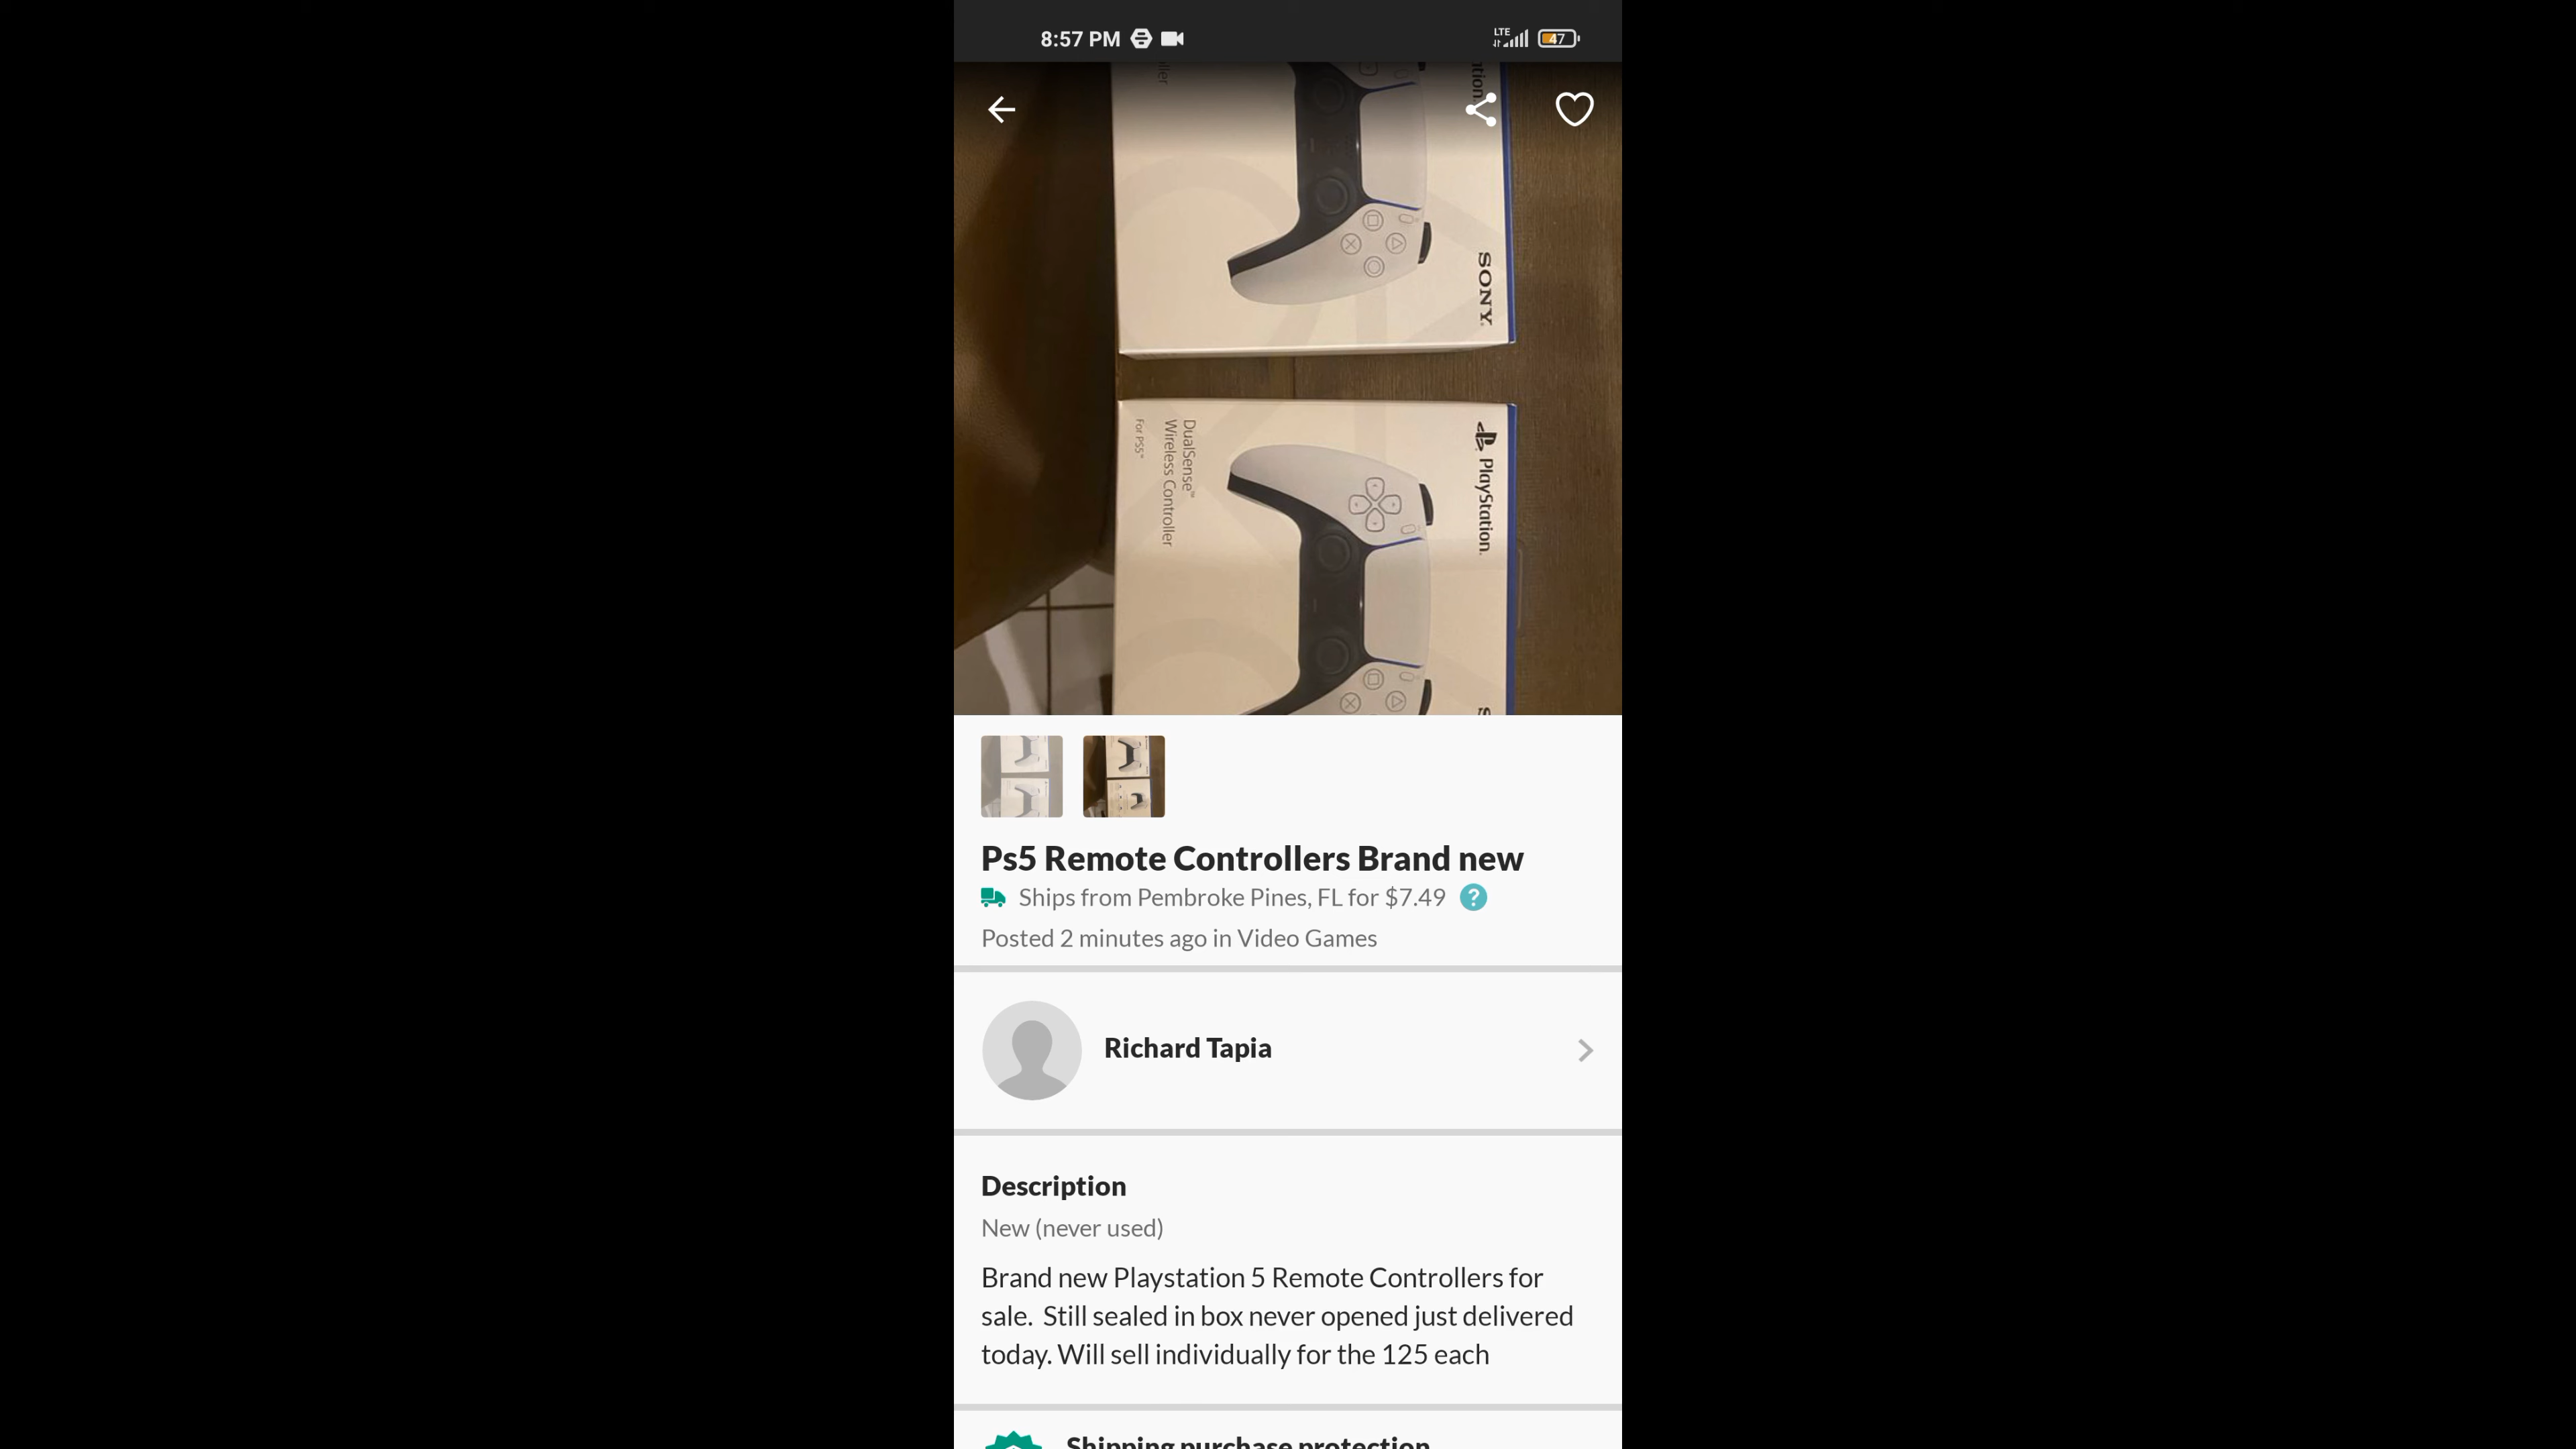 8:57 PM
LTE
47
SONY
PlayStation
DualSense™
Wireless Controller
For PS5™
Ps5 Remote Controllers Brand new
Ships from Pembroke Pines, FL for $7.49 ?
Posted 2 minutes ago in Video Games
Richard Tapia
Description
New (never used)
Brand new Playstation 5 Remote Controllers for
sale.  Still sealed in box never opened just delivered
today. Will sell individually for the 125 each
Shipping purchase protection